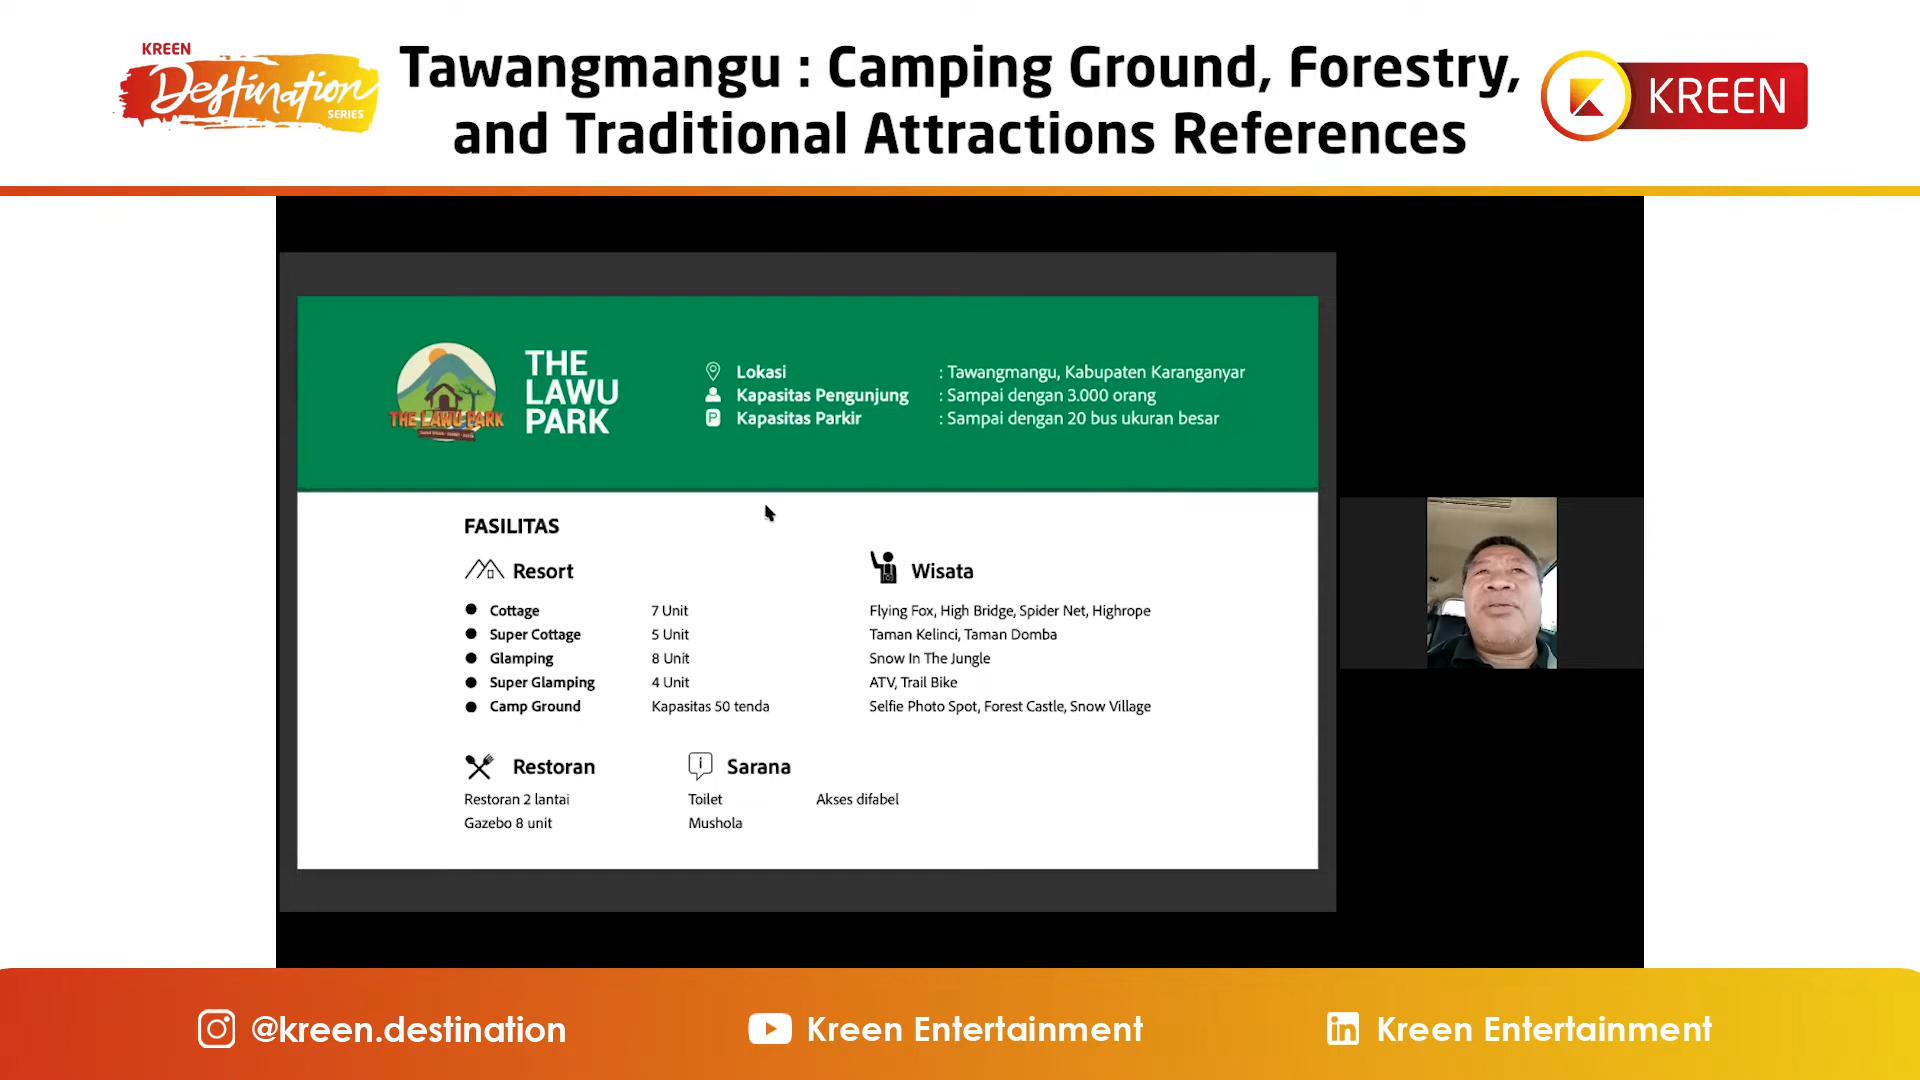 KREEN
Destination
SERIES
Tawangmangu : Camping Ground, Forestry,
and Traditional Attractions References
KREEN
THE LAWU PARK
THE
LAWU
PARK
Lokasi : Tawangmangu, Kabupaten Karanganyar
Kapasitas Pengunjung : Sampai dengan 3.000 orang
P Kapasitas Parkir : Sampai dengan 20 bus ukuran besar
FASILITAS
Resort
Cottage 7 Unit
Super Cottage 5 Unit
Glamping 8 Unit
Super Glamping 4 Unit
Camp Ground Kapasitas 50 tenda
Wisata
Flying Fox, High Bridge, Spider Net, Highrope
Taman Kelinci, Taman Domba
Snow In The Jungle
ATV, Trail Bike
Selfie Photo Spot, Forest Castle, Snow Village
Restoran
Restoran 2 lantai
Gazebo 8 unit
Sarana
Toilet Akses difabel
Mushola
@kreen.destination
Kreen Entertainment
in Kreen Entertainment